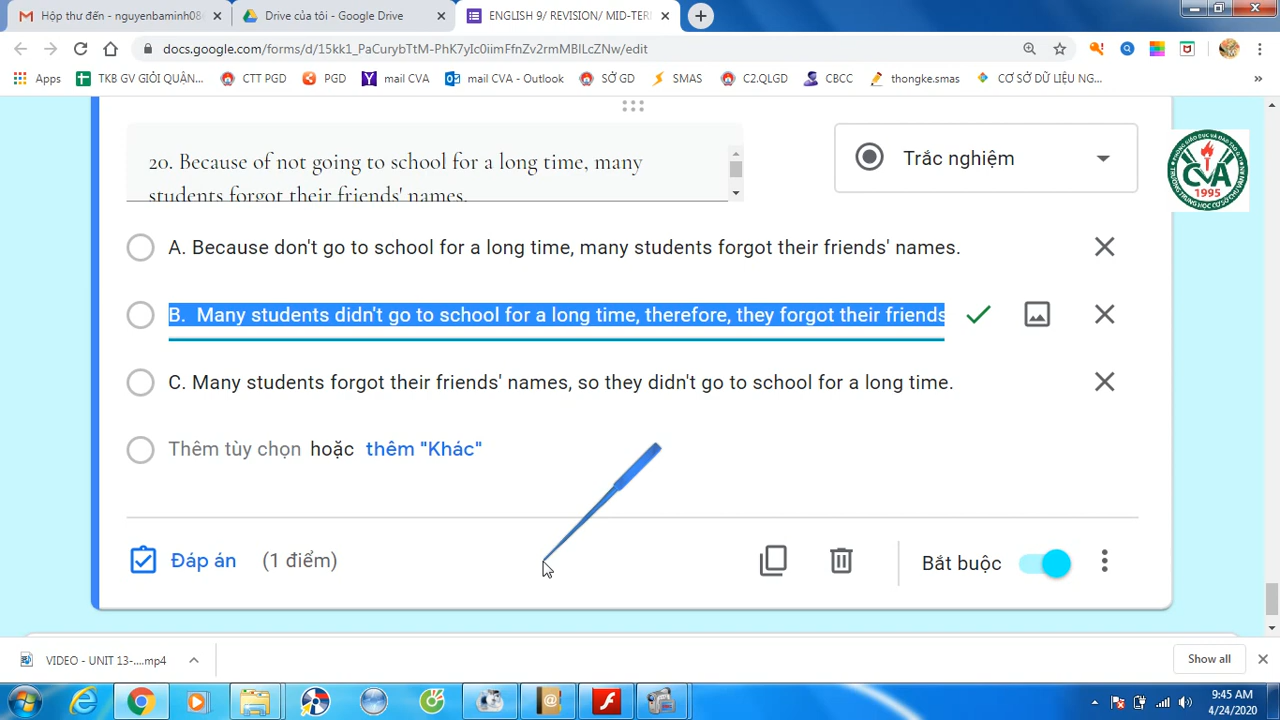 Hộp thư đến - nguyenbaminh08
Drive của tôi - Google Drive
ENGLISH 9/ REVISION/ MID-TER
docs.google.com/forms/d/15kk1_PaCurybTtM-PhK7yIcdIimFfnZv2rmMBILcZNw/edit
Apps
TKB GV GIỎI QUẬN...
CTT PGD
PGD
mail CVA
mail CVA - Outlook
SỞ GD
SMAS
C2.QLGD
CBCC
thongke.smas
CƠ SỞ DỮ LIỆU NG...
»
20. Because of not going to school for a long time, many
students forgot their friends' names.
Trắc nghiệm
CVA
1995
A. Because don't go to school for a long time, many students forgot their friends' names.
B. Many students didn't go to school for a long time, therefore, they forgot their friends
C. Many students forgot their friends' names, so they didn't go to school for a long time.
Thêm tùy chọn hoặc thêm "Khác"
Đáp án (1 điểm)
Bắt buộc
VIDEO - UNIT 13-....mp4
Show all
9:45 AM
4/24/2020